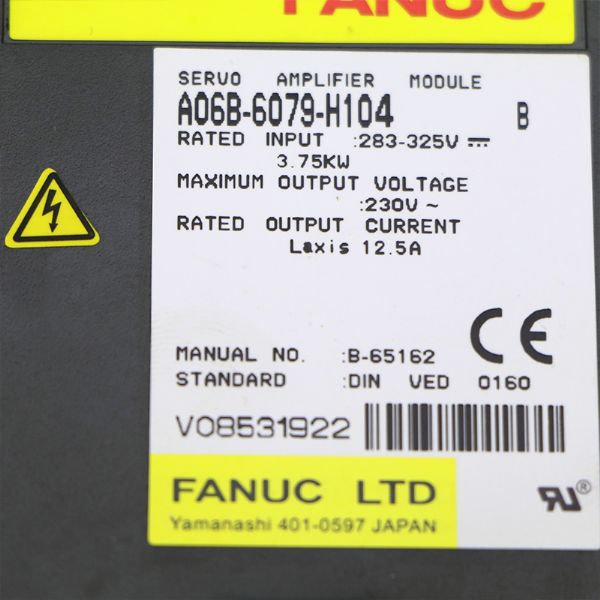 FANUC
SERVO AMPLIFIER MODULE
A06B-6079-H104 B
RATED INPUT :283-325V ⎓
3.75KW
MAXIMUM OUTPUT VOLTAGE
:230V ~
RATED OUTPUT CURRENT
Laxis 12.5A
CE
MANUAL NO. :B-65162
STANDARD :DIN VED 0160
V08531922
FANUC LTD
Yamanashi 401-0597 JAPAN